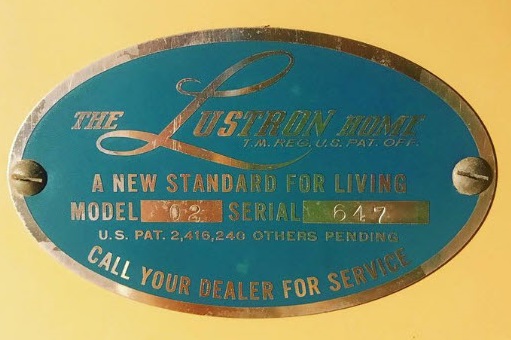 THE LUSTRON HOME
T.M. REG. U.S. PAT. OFF.
A NEW STANDARD FOR LIVING
MODEL 02 SERIAL 647
U.S. PAT. 2,416,240 OTHERS PENDING
CALL YOUR DEALER FOR SERVICE